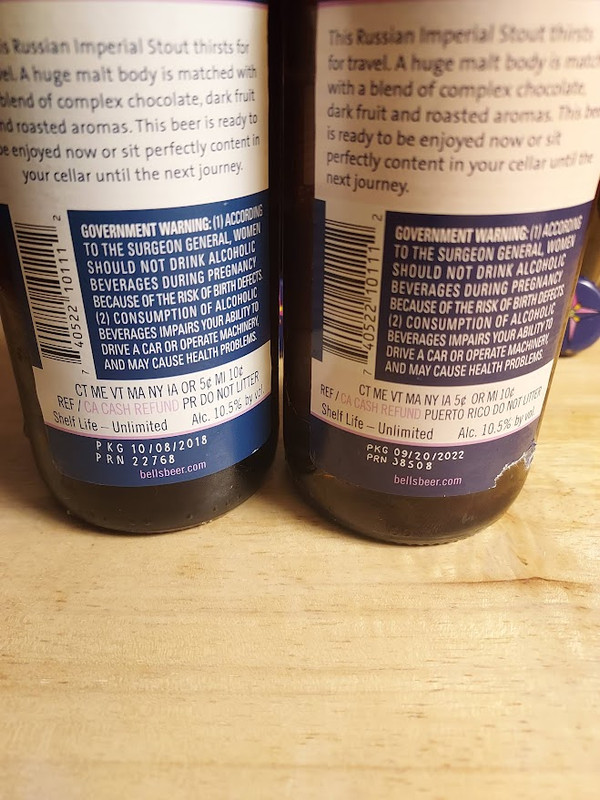 is Russian Imperial Stout thirsts for
vel. A huge malt body is matched with
blend of complex chocolate, dark fruit
nd roasted aromas. This beer is ready to
be enjoyed now or sit perfectly content in
your cellar until the next journey.
GOVERNMENT WARNING: (1) ACCORDING
TO THE SURGEON GENERAL, WOMEN
SHOULD NOT DRINK ALCOHOLIC
BEVERAGES DURING PREGNANCY
BECAUSE OF THE RISK OF BIRTH DEFECTS.
(2) CONSUMPTION OF ALCOHOLIC
BEVERAGES IMPAIRS YOUR ABILITY TO
DRIVE A CAR OR OPERATE MACHINERY,
AND MAY CAUSE HEALTH PROBLEMS.
7 40522 10111 2
CT ME VT MA NY IA OR 5¢ MI 10¢
REF / CA CASH REFUND PR DO NOT LITTER
Shelf Life – Unlimited Alc. 10.5% by vol.
PKG 10/08/2018
PRN 22768
bellsbeer.com
This Russian Imperial Stout thirsts
for travel. A huge malt body is match
with a blend of complex chocolate,
dark fruit and roasted aromas. This bee
is ready to be enjoyed now or sit
perfectly content in your cellar until the
next journey.
GOVERNMENT WARNING: (1) ACCORDING
TO THE SURGEON GENERAL, WOMEN
SHOULD NOT DRINK ALCOHOLIC
BEVERAGES DURING PREGNANCY
BECAUSE OF THE RISK OF BIRTH DEFECTS.
(2) CONSUMPTION OF ALCOHOLIC
BEVERAGES IMPAIRS YOUR ABILITY TO
DRIVE A CAR OR OPERATE MACHINERY,
AND MAY CAUSE HEALTH PROBLEMS.
7 40522 10111 2
CT ME VT MA NY IA 5¢ OR MI 10¢
REF / CA CASH REFUND PUERTO RICO DO NOT LITTER
Shelf Life – Unlimited Alc. 10.5% by vol.
PKG 09/20/2022
PRN 38508
bellsbeer.com